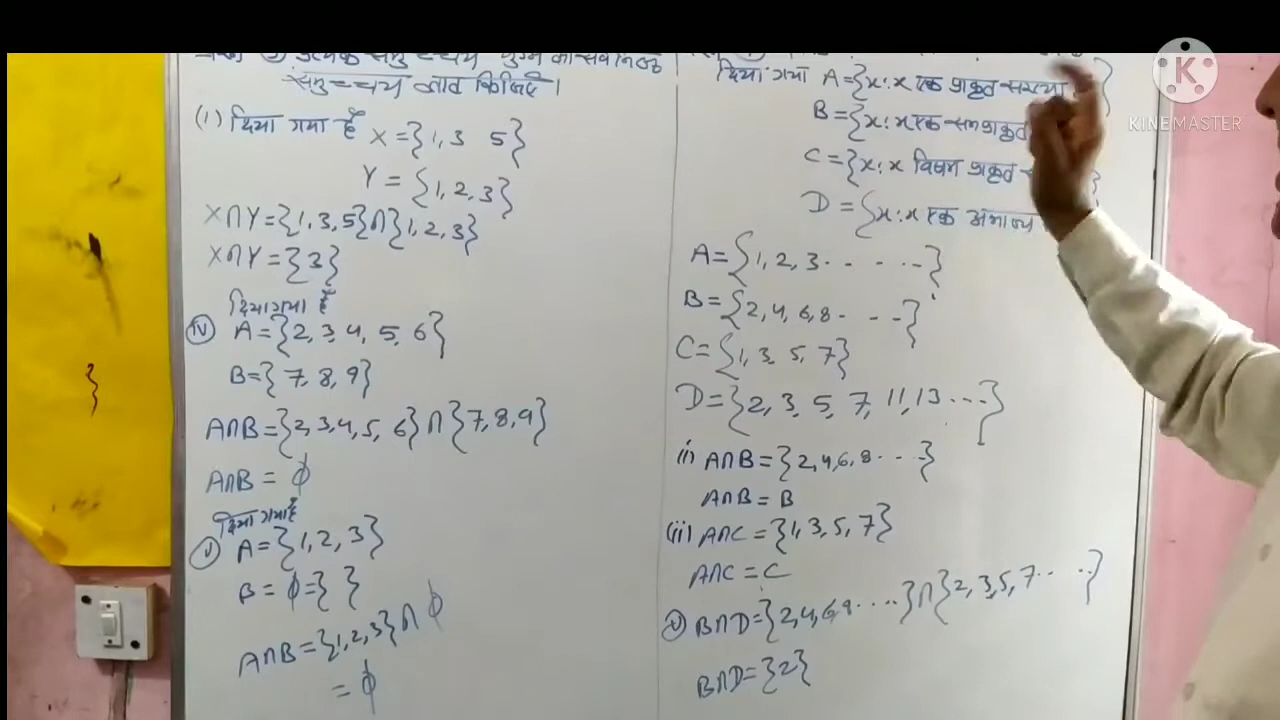 समुच्चय ज्ञात किजिए।
(i) दिया गया है X = {1, 3 5}
Y = {1, 2, 3}
X∩Y = {1, 3, 5} ∩ {1, 2, 3}
X∩Y = {3}
दिया गया है
(iv) A = {2, 3, 4, 5, 6}
B = {7, 8, 9}
A∩B = {2, 3, 4, 5, 6} ∩ {7, 8, 9}
A∩B = ϕ
दिया गया है
(v) A = {1, 2, 3}
B = ϕ = { }
A∩B = {1, 2, 3} ∩ ϕ
= ϕ
दिया गया A = {x : x एक प्राकृत संख्या }
B = {x : x एक सम प्राकृत
C = {x : x विषम प्राकृत }
D = {x : x एक अभाज्य
A = {1, 2, 3 . . . . . . . }
B = {2, 4, 6, 8 . . . . }
C = {1, 3, 5, 7}
D = {2, 3, 5, 7, 11, 13 . . . . }
(i) A∩B = {2, 4, 6, 8 . . . . . }
A∩B = B
(ii) A∩C = {1, 3, 5, 7}
A∩C = C
B∩D = {2, 4, 6, 8 . . . . . } ∩ {2, 3, 5, 7 . . . . . }
B∩D = {2}
K
KINEMASTER